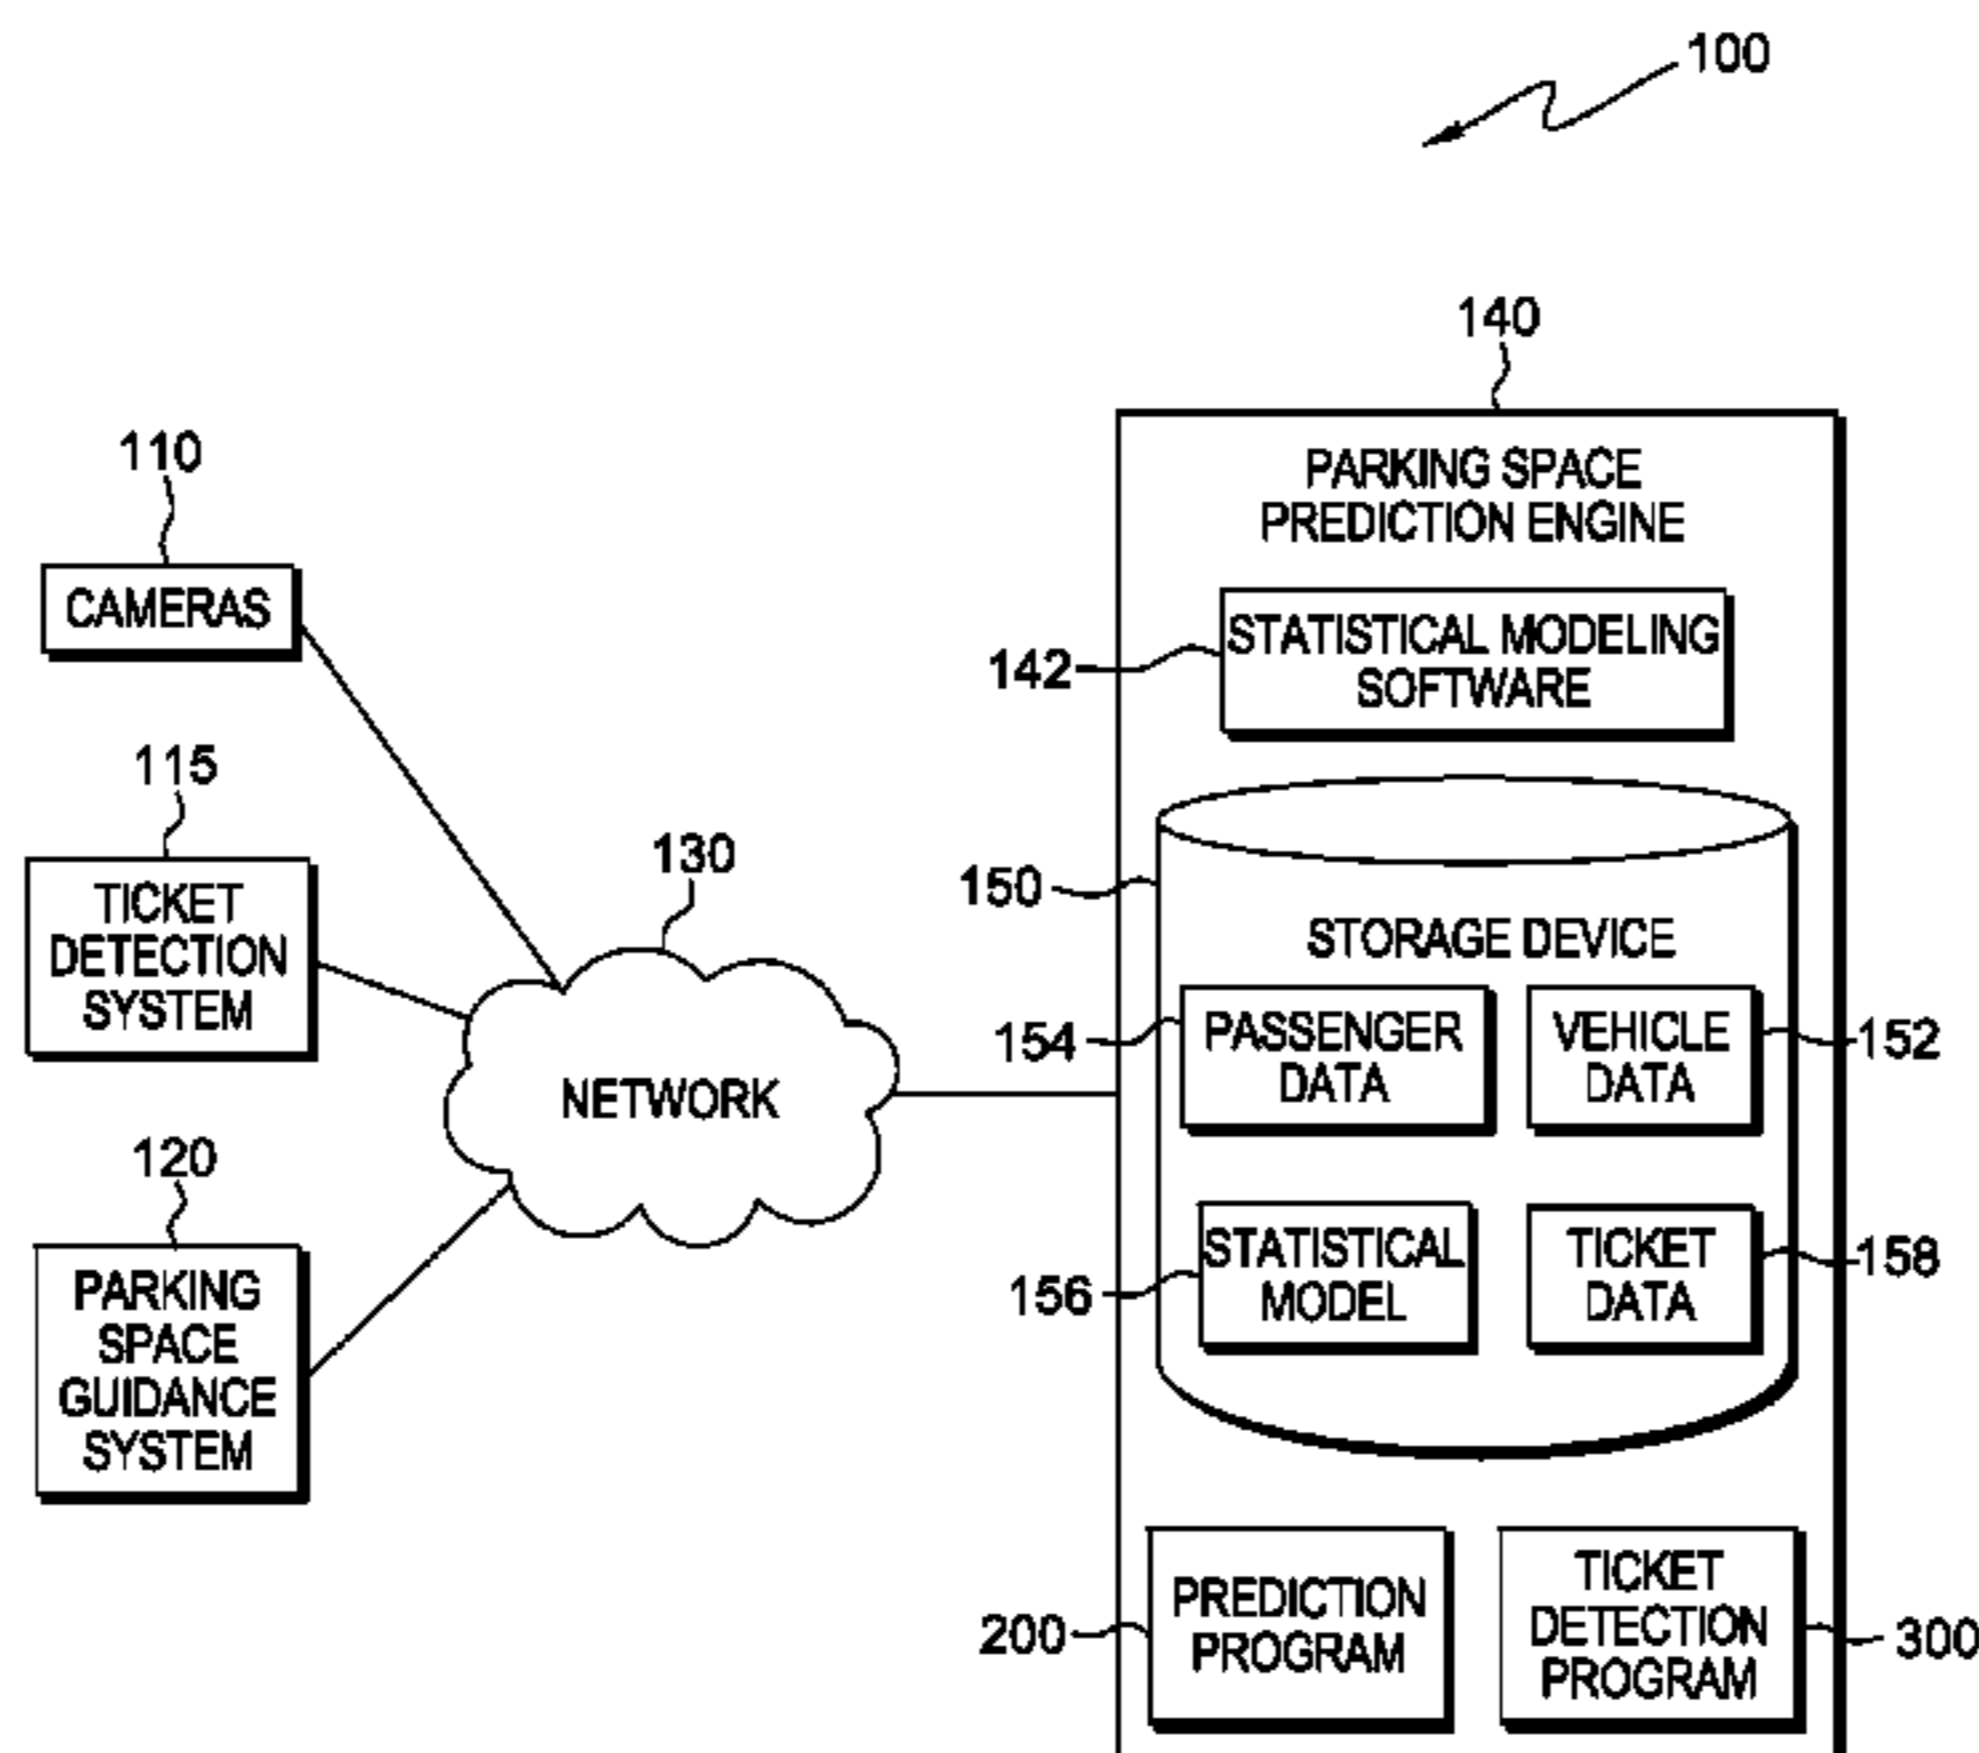 100
140
PARKING SPACE
PREDICTION ENGINE
110
CAMERAS
142
STATISTICAL MODELING
SOFTWARE
115
TICKET
DETECTION
SYSTEM
130
NETWORK
150
STORAGE DEVICE
154
PASSENGER
DATA
VEHICLE
DATA
152
120
PARKING
SPACE
GUIDANCE
SYSTEM
156
STATISTICAL
MODEL
TICKET
DATA
158
200
PREDICTION
PROGRAM
TICKET
DETECTION
PROGRAM
300